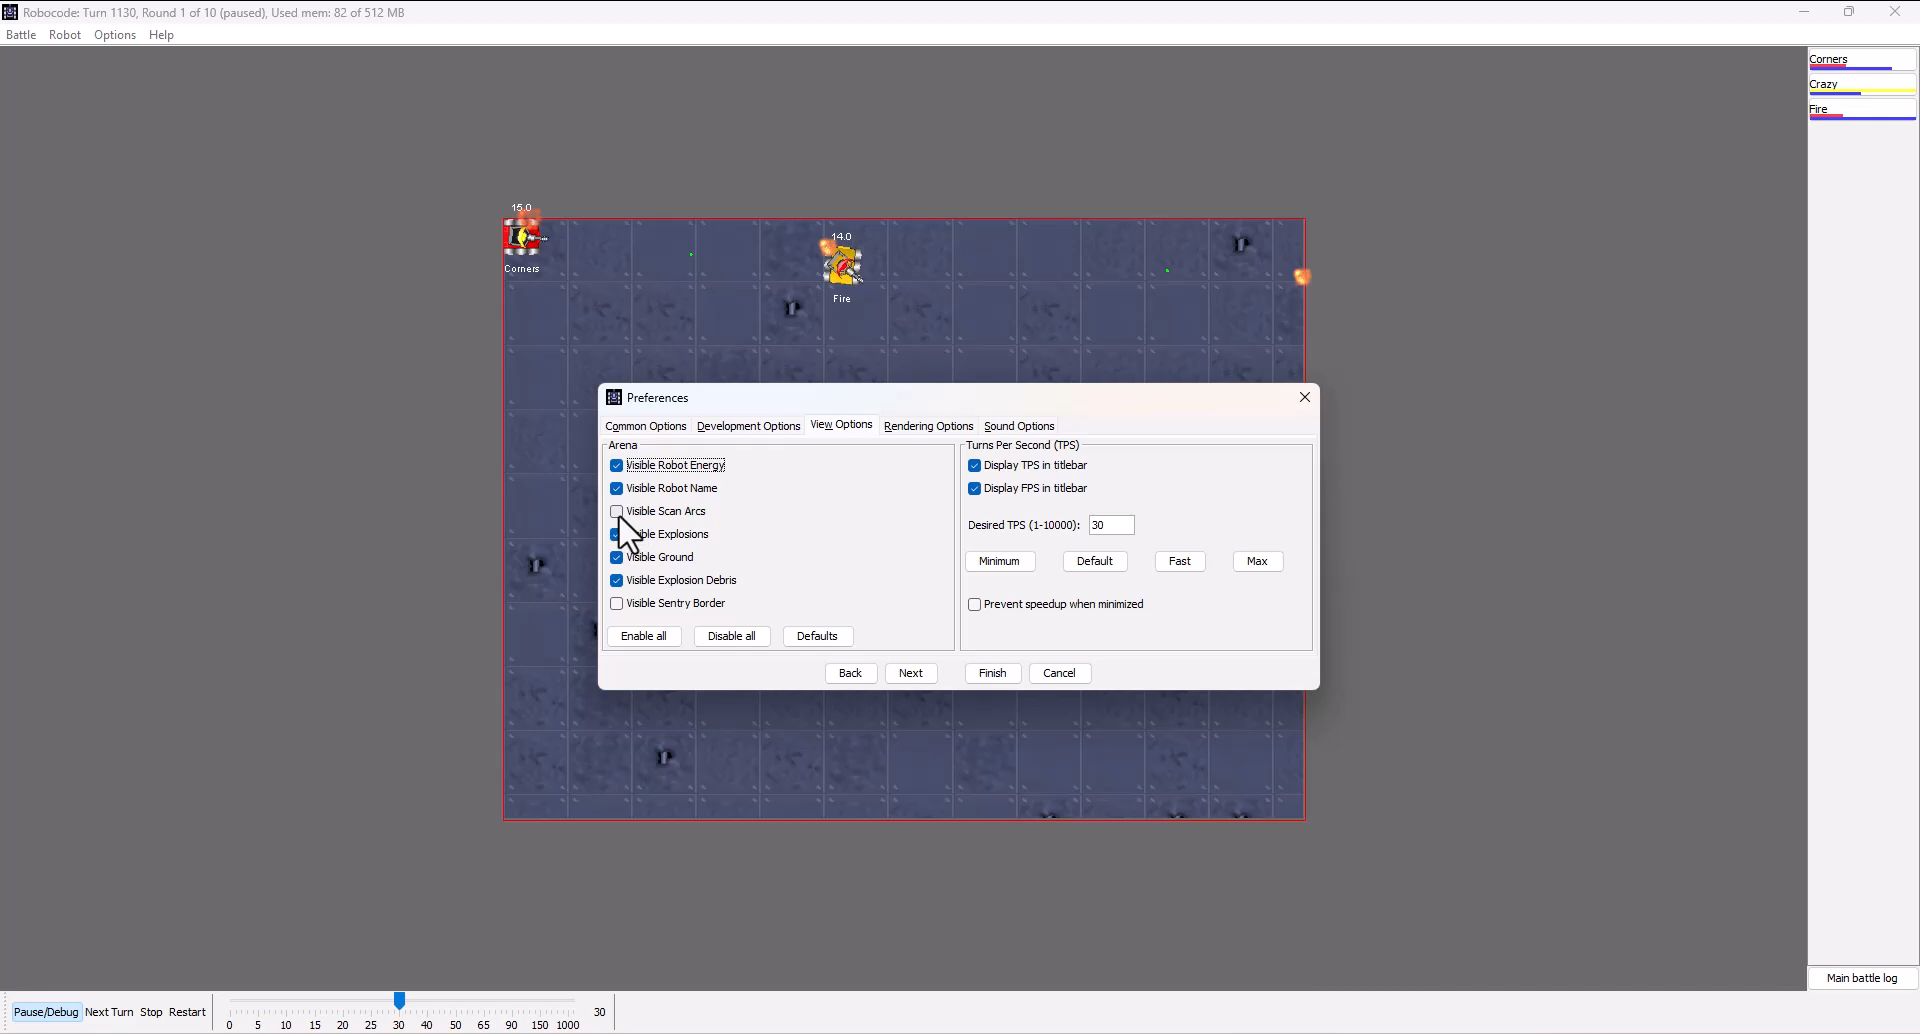 Robocode: Turn 1130, Round 1 of 10 (paused), Used mem: 82 of 512 MB
Battle Robot Options Help
Corners
Crazy
Fire
15.0
Corners
14.0
Fire
Preferences
Common Options Development Options View Options Rendering Options Sound Options
Arena
Visible Robot Energy
Visible Robot Name
Visible Scan Arcs
ible Explosions
Visible Ground
Visible Explosion Debris
Visible Sentry Border
Enable all Disable all Defaults
Turns Per Second (TPS)
Display TPS in titlebar
Display FPS in titlebar
Desired TPS (1-10000): 30
Minimum Default Fast Max
Prevent speedup when minimized
Back Next Finish Cancel
Main battle log
Pause/Debug Next Turn Stop Restart 30
0 5 10 15 20 25 30 40 50 65 90 150 1000